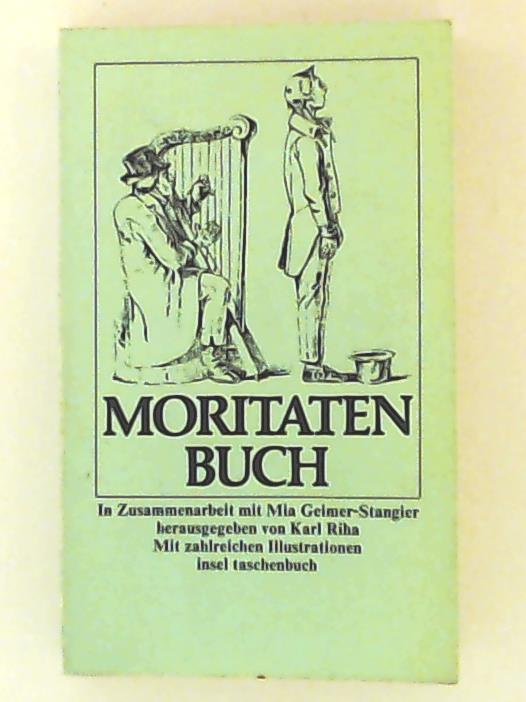 MORITATEN
BUCH
In Zusammenarbeit mit Mia Geimer-Stangier
herausgegeben von Karl Riha
Mit zahlreichen Illustrationen
insel taschenbuch